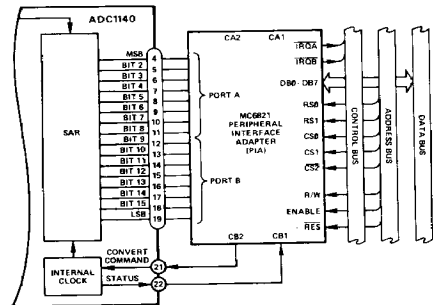 ADC1140
SAR
MSB 4
BIT 2 5
BIT 3 6
BIT 4 7
BIT 5 8
BIT 6 9
BIT 7 10
BIT 8 11
BIT 9 12
BIT 10 13
BIT 11 14
BIT 12 15
BIT 13 16
BIT 14 17
BIT 15 18
LSB 19
PORT A
PORT B
CA2 CA1
MC6821
PERIPHERAL
INTERFACE
ADAPTER
(PIA)
IRQA
IRQB
DB0-DB7
RS0
RS1
CS0
CS1
CS2
R/W
ENABLE
RES
CB2 CB1
CONTROL BUS
ADDRESS BUS
DATA BUS
INTERNAL
CLOCK
CONVERT
COMMAND 21
STATUS 22